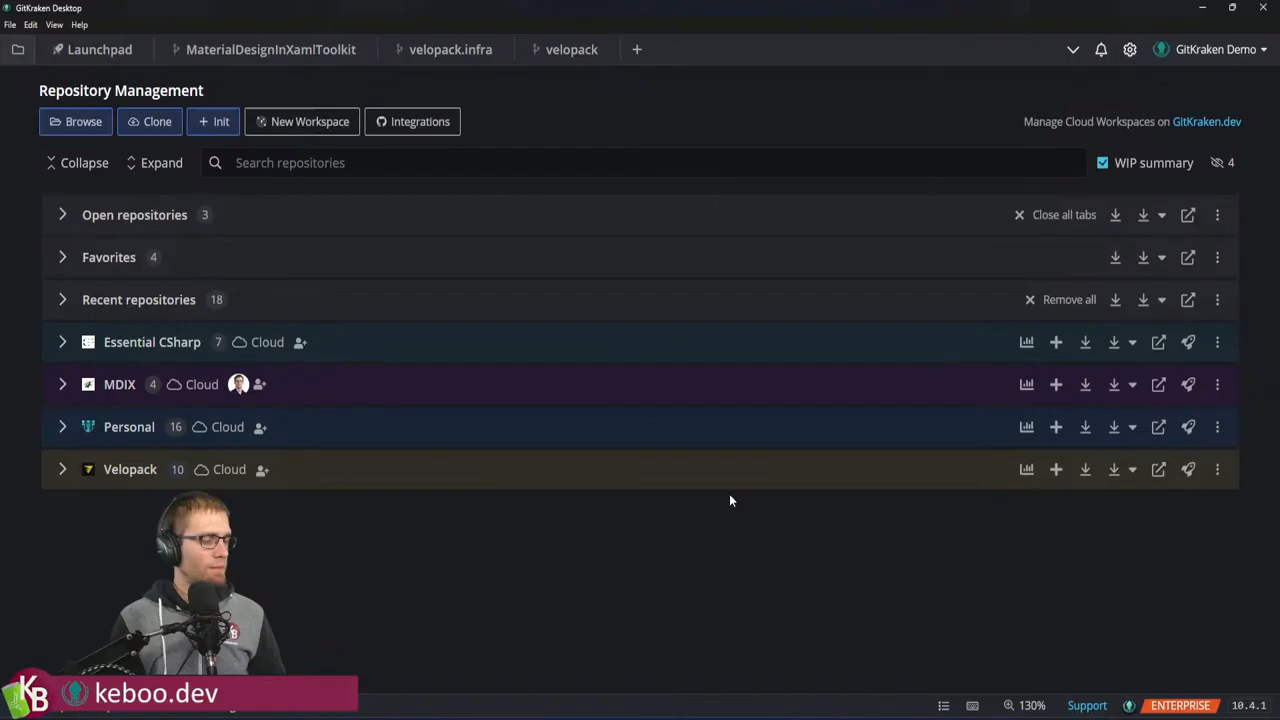 GitKraken Desktop
File Edit View Help
Launchpad MaterialDesignInXamlToolkit velopack.infra velopack GitKraken Demo
Repository Management
Browse Clone Init New Workspace Integrations Manage Cloud Workspaces on GitKraken.dev
Collapse Expand Search repositories WIP summary 4
Open repositories 3 Close all tabs
Favorites 4
Recent repositories 18 Remove all
Essential CSharp 7 Cloud
MDIX 4 Cloud
Personal 16 Cloud
Velopack 10 Cloud
KB keboo.dev
130% Support ENTERPRISE 10.4.1